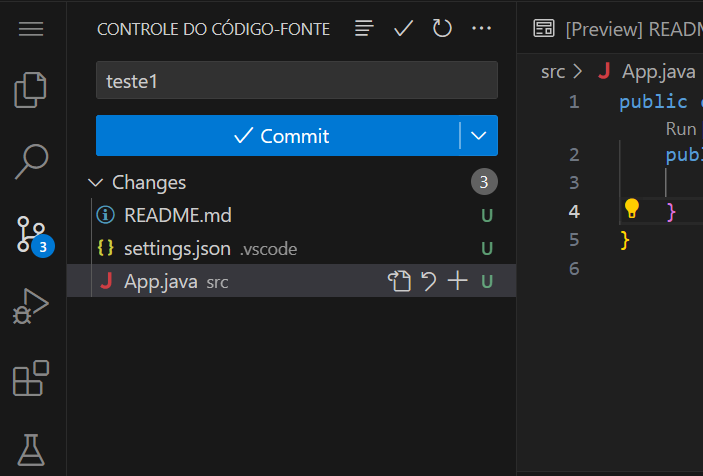 CONTROLE DO CÓDIGO-FONTE
teste1
Commit
Changes 3
README.md U
settings.json .vscode U
App.java src U
3
[Preview] READM
src > App.java
1 public
Run
2 publ
3
4 }
5 }
6